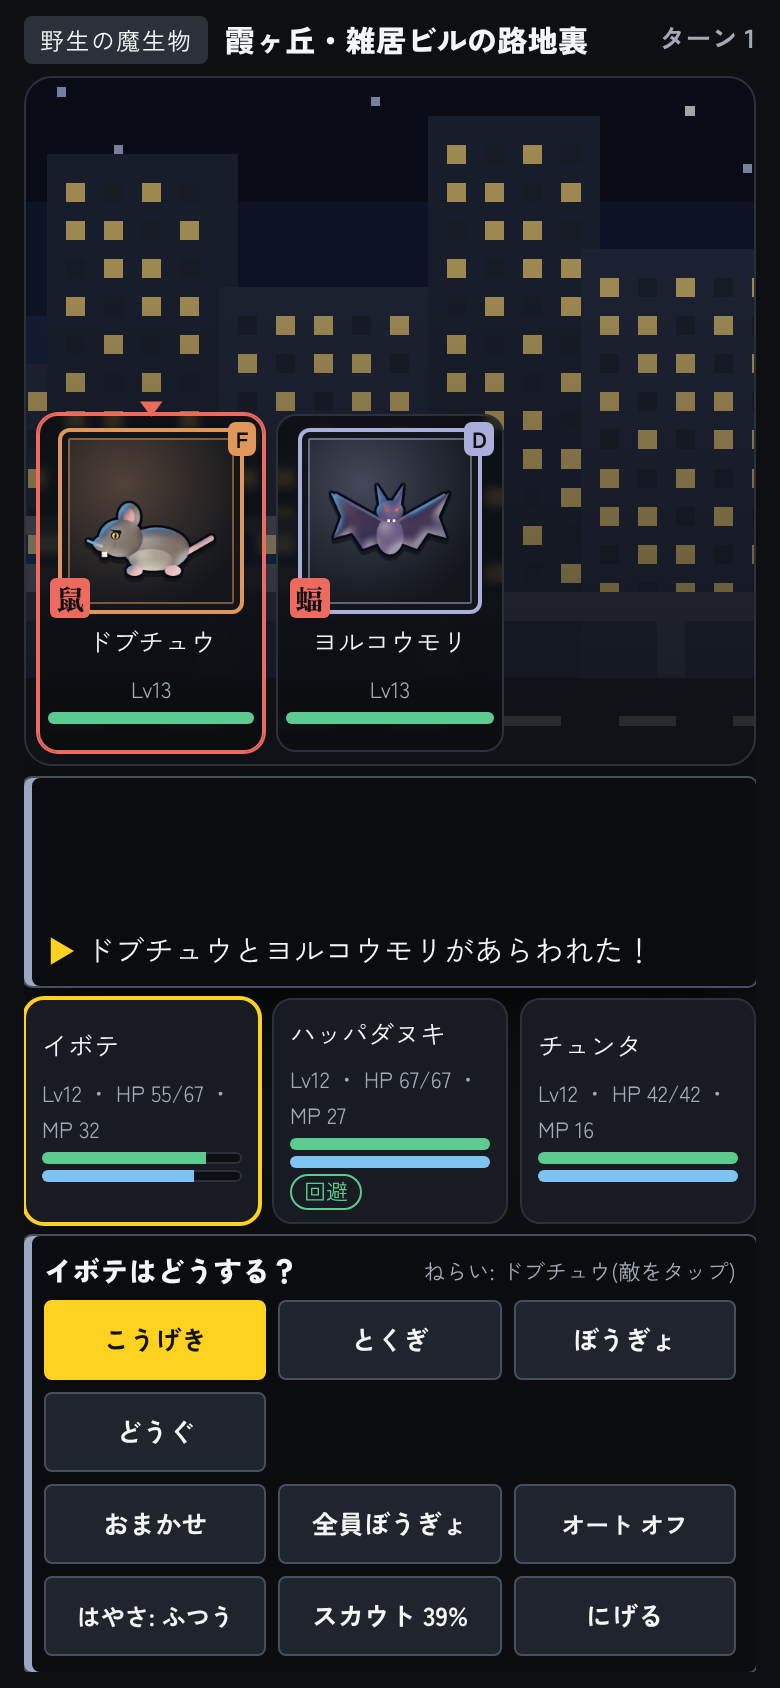 野生の魔生物 霞ヶ丘・雑居ビルの路地裏 ターン 1
F D
鼠 蝠
ドブチュウ ヨルコウモリ
Lv13 Lv13
▶ ドブチュウとヨルコウモリがあらわれた！
イボテ
Lv12 ・ HP 55/67 ・
MP 32
ハッパダヌキ
Lv12 ・ HP 67/67 ・
MP 27
回避
チュンタ
Lv12 ・ HP 42/42 ・
MP 16
イボテはどうする？ ねらい: ドブチュウ(敵をタップ)
こうげき とくぎ ぼうぎょ
どうぐ
おまかせ 全員ぼうぎょ オート オフ
はやさ: ふつう スカウト 39% にげる